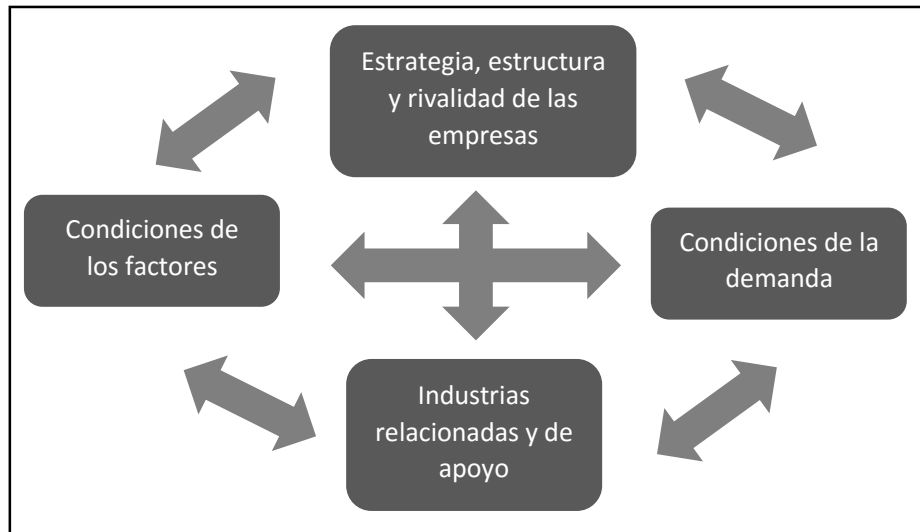 Estrategia, estructura
y rivalidad de las
empresas
Condiciones de
los factores
Condiciones de la
demanda
Industrias
relacionadas y de
apoyo